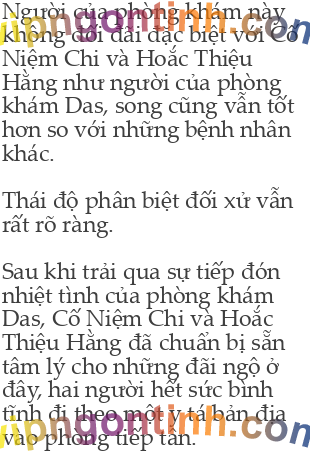 Người của phòng khám này
không đối đãi đặc biệt với Cố
Niệm Chi và Hoắc Thiệu
Hằng như người của phòng
khám Das, song cũng vẫn tốt
hơn so với những bệnh nhân
khác.
Thái độ phân biệt đối xử vẫn
rất rõ ràng.
Sau khi trải qua sự tiếp đón
nhiệt tình của phòng khám
Das, Cố Niệm Chi và Hoắc
Thiệu Hằng đã chuẩn bị sẵn
tâm lý cho những đãi ngộ ở
đây, hai người hết sức bình
tĩnh đi theo một y tá bản địa
vào phòng tiếp tân.
vipngontinh.com
vipngontinh.com